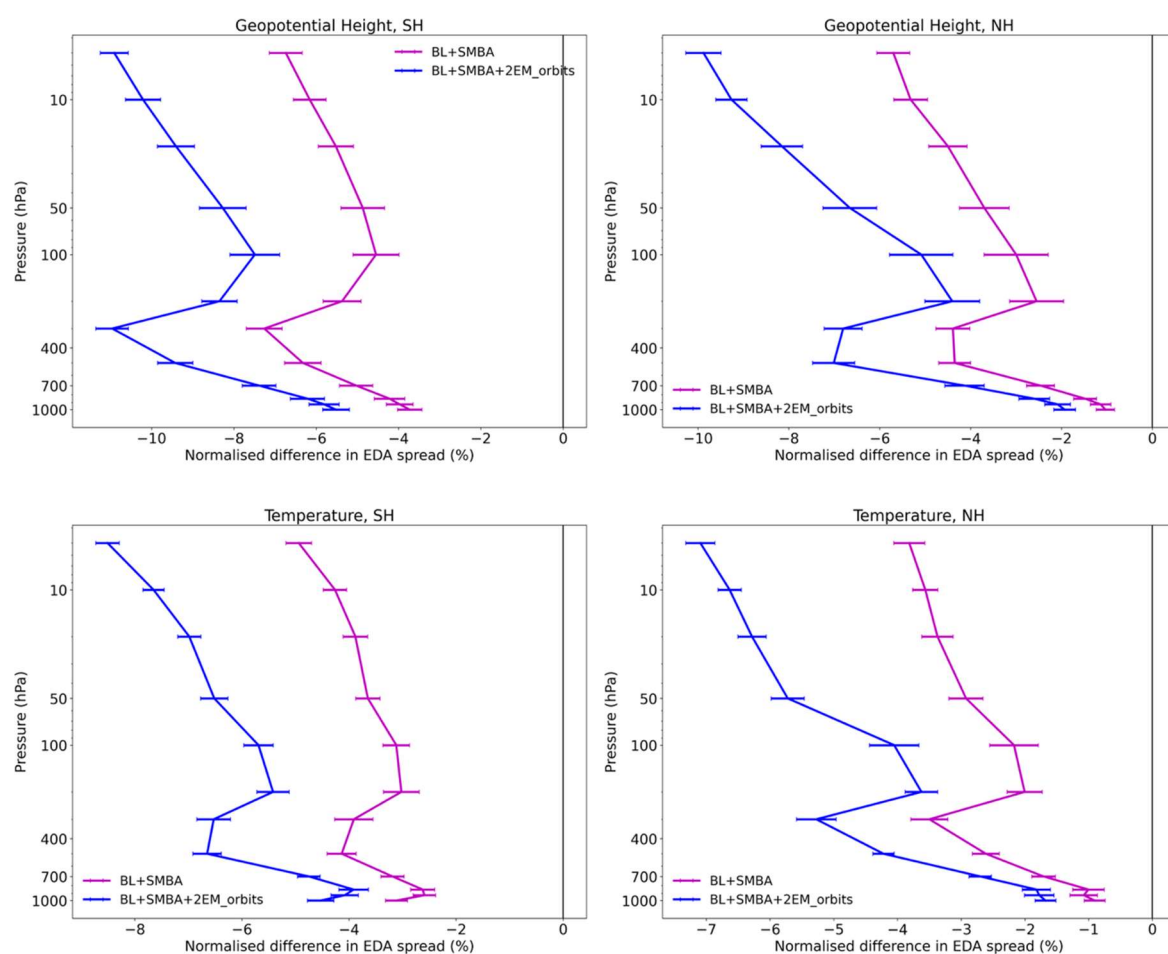 Geopotential Height, SH
BL+SMBA
BL+SMBA+2EM_orbits
10
50
100
400
700
1000
Pressure (hPa)
−10
−8
−6
−4
−2
0
Normalised difference in EDA spread (%)
Geopotential Height, NH
BL+SMBA
BL+SMBA+2EM_orbits
10
50
100
400
700
1000
Pressure (hPa)
−10
−8
−6
−4
−2
0
Normalised difference in EDA spread (%)
Temperature, SH
BL+SMBA
BL+SMBA+2EM_orbits
10
50
100
400
700
1000
Pressure (hPa)
−8
−6
−4
−2
0
Normalised difference in EDA spread (%)
Temperature, NH
BL+SMBA
BL+SMBA+2EM_orbits
10
50
100
400
700
1000
Pressure (hPa)
−7
−6
−5
−4
−3
−2
−1
0
Normalised difference in EDA spread (%)